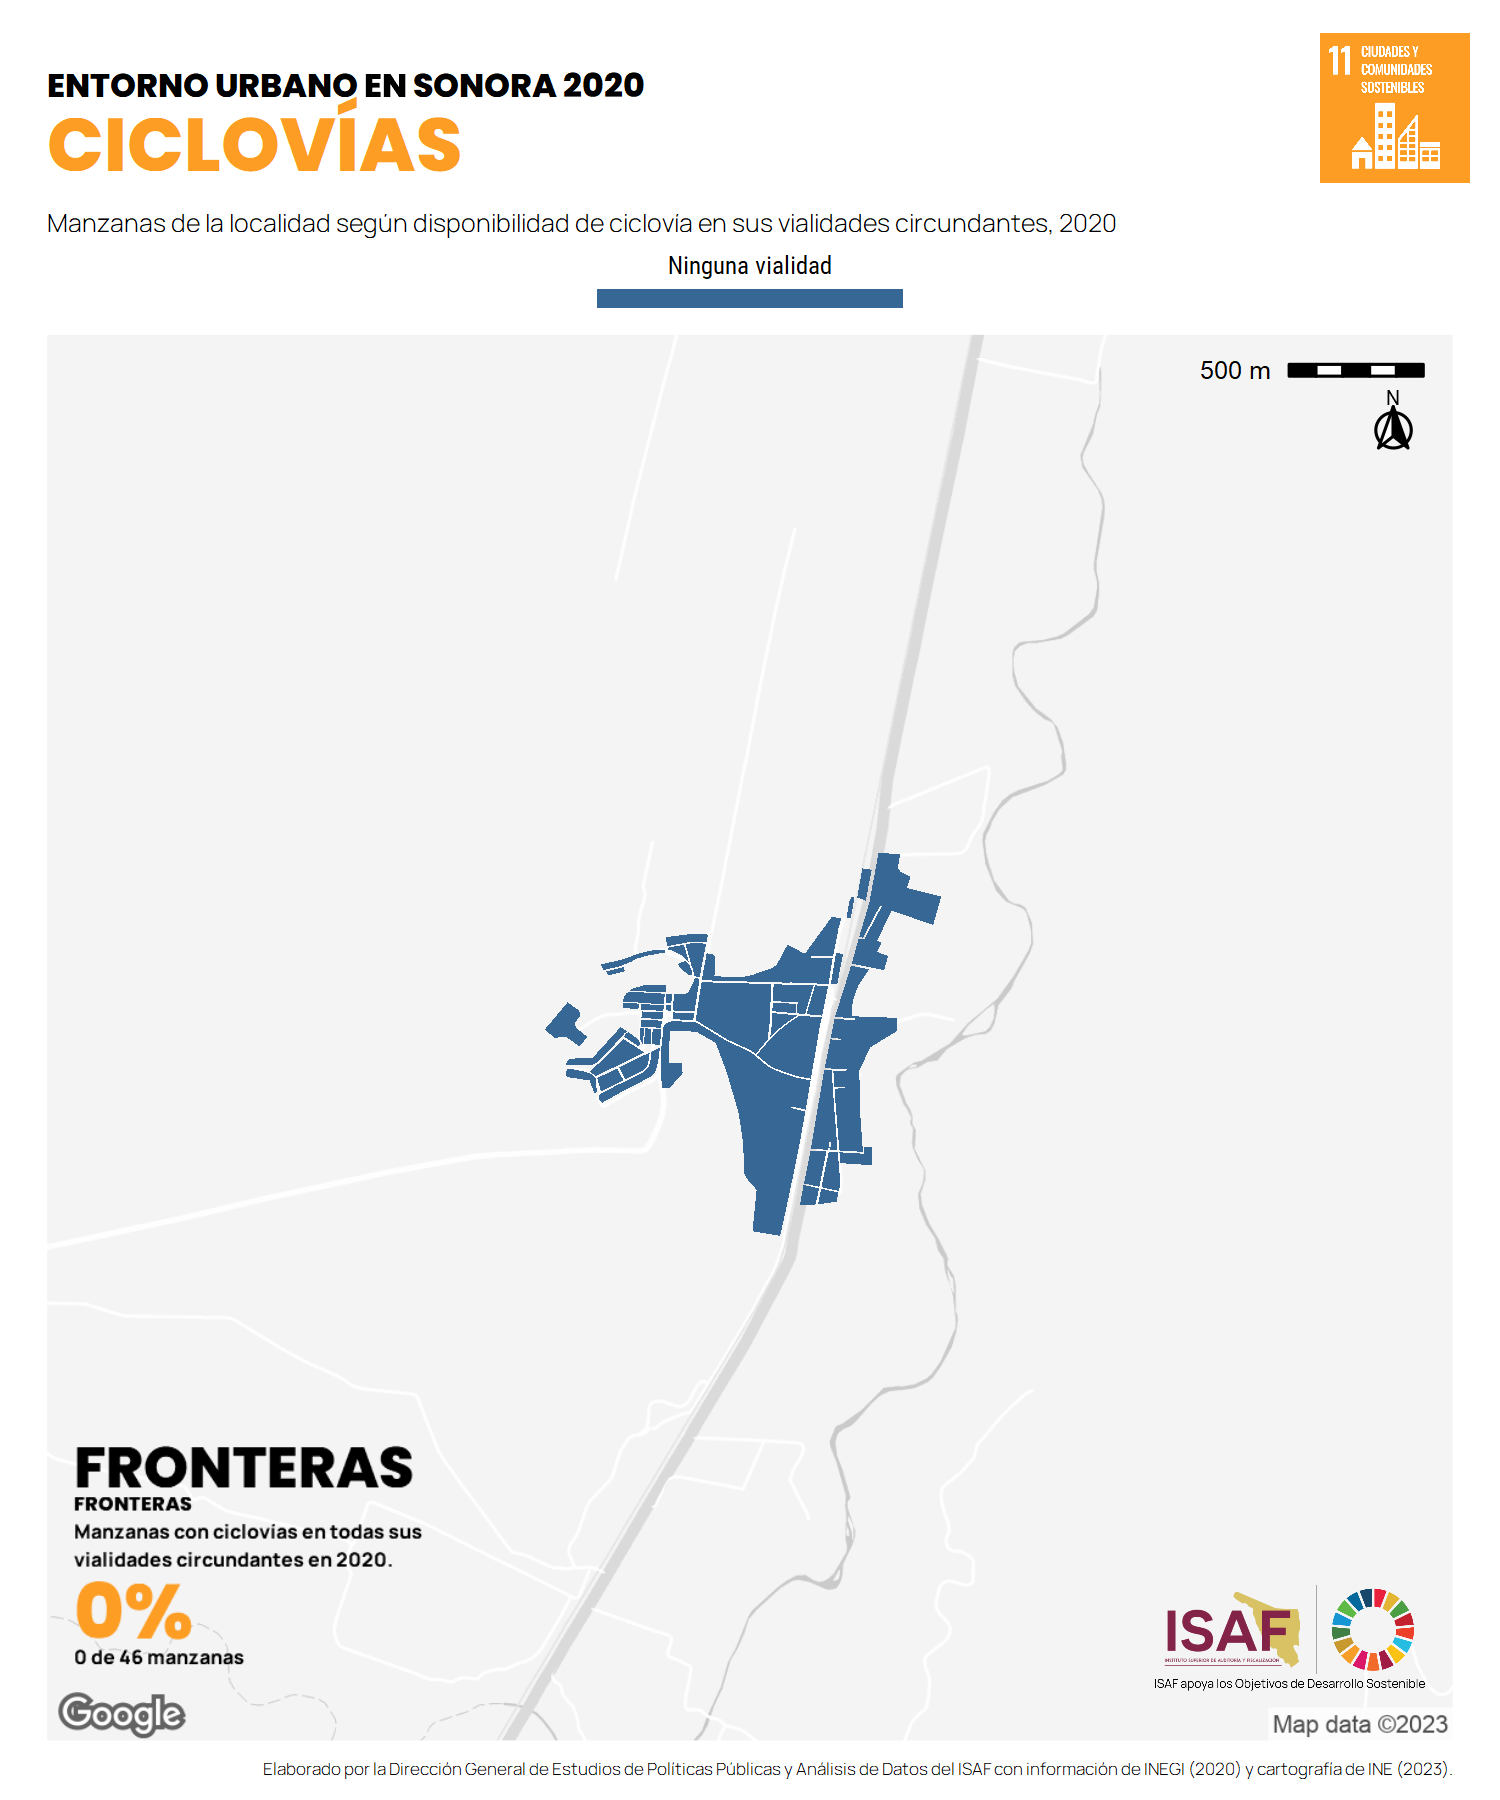 ENTORNO URBANO EN SONORA 2020
CICLOVÍAS
Manzanas de la localidad según disponibilidad de ciclovía en sus vialidades circundantes, 2020
11 CIUDADES Y
COMUNIDADES
SOSTENIBLES
Ninguna vialidad
500 m
N
FRONTERAS
FRONTERAS
Manzanas con ciclovias en todas sus
vialidades circundantes en 2020.
0%
0 de 46 manzanas
Google
ISAF
INSTITUTO SUPERIOR DE AUDITORÍA Y FISCALIZACIÓN
ISAF apoya los Objetivos de Desarrollo Sostenible
Map data ©2023
Elaborado por la Dirección General de Estudios de Políticas Públicas y Análisis de Datos del ISAF con información de INEGI (2020) y cartografía de INE (2023).